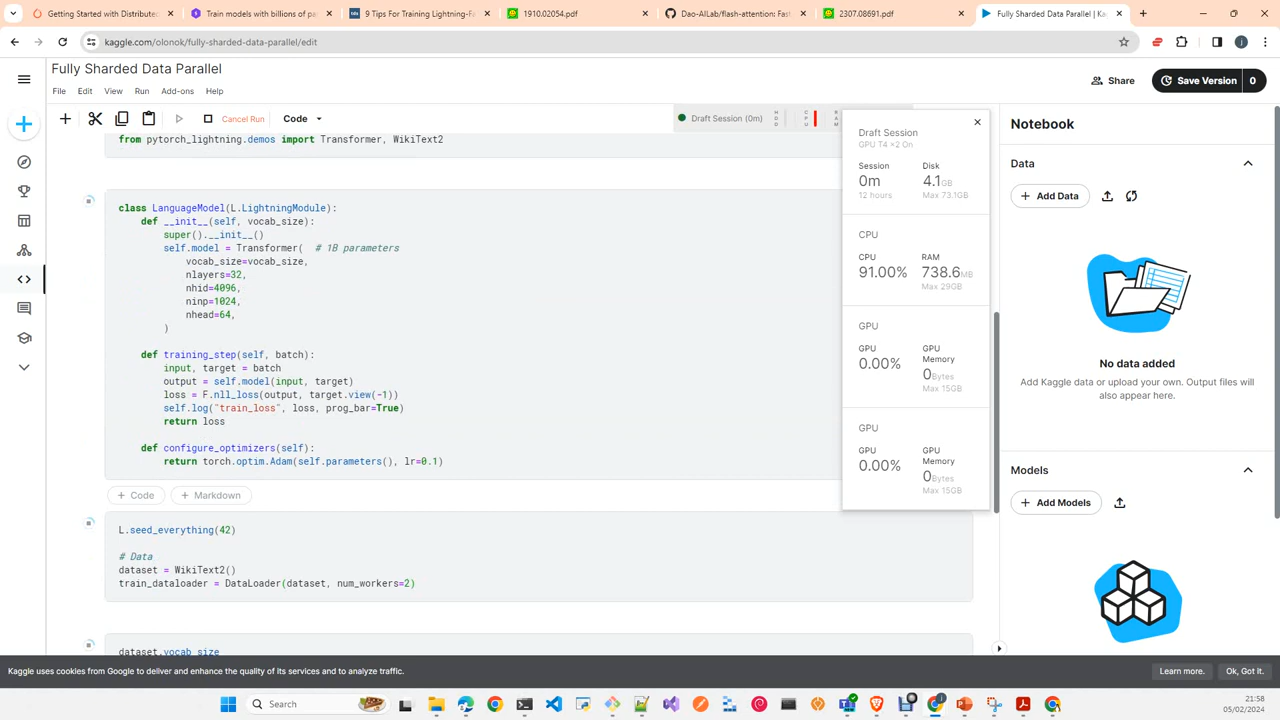 Getting Started with Distribute
Train models with billions of pa
9 Tips For Training Lightning-F
1910.02054.pdf
Dao-AILab/flash-attention: Fast
2307.08691.pdf
Fully Sharded Data Parallel | Ka
kaggle.com/olonok/fully-sharded-data-parallel/edit
Fully Sharded Data Parallel
File Edit View Run Add-ons Help
Share
Save Version 0
Cancel Run
Code
Draft Session (0m)
from pytorch_lightning.demos import Transformer, WikiText2
class LanguageModel(L.LightningModule):
def __init__(self, vocab_size):
super().__init__()
self.model = Transformer(  # 1B parameters
vocab_size=vocab_size,
nlayers=32,
nhid=4096,
ninp=1024,
nhead=64,
)
def training_step(self, batch):
input, target = batch
output = self.model(input, target)
loss = F.nll_loss(output, target.view(-1))
self.log("train_loss", loss, prog_bar=True)
return loss
def configure_optimizers(self):
return torch.optim.Adam(self.parameters(), lr=0.1)
+ Code
+ Markdown
L.seed_everything(42)
# Data
dataset = WikiText2()
train_dataloader = DataLoader(dataset, num_workers=2)
dataset.vocab_size
Draft Session
GPU T4 x2 On
Session Disk
0m 4.1GB
12 hours Max 73.1GB
CPU
CPU RAM
91.00% 738.6MB
Max 29GB
GPU
GPU GPU Memory
0.00% 0Bytes
Max 15GB
GPU
GPU GPU Memory
0.00% 0Bytes
Max 15GB
Notebook
Data
+ Add Data
No data added
Add Kaggle data or upload your own. Output files will
also appear here.
Models
+ Add Models
Kaggle uses cookies from Google to deliver and enhance the quality of its services and to analyze traffic.
Learn more.
Ok, Got it.
Search
21:58
05/02/2024